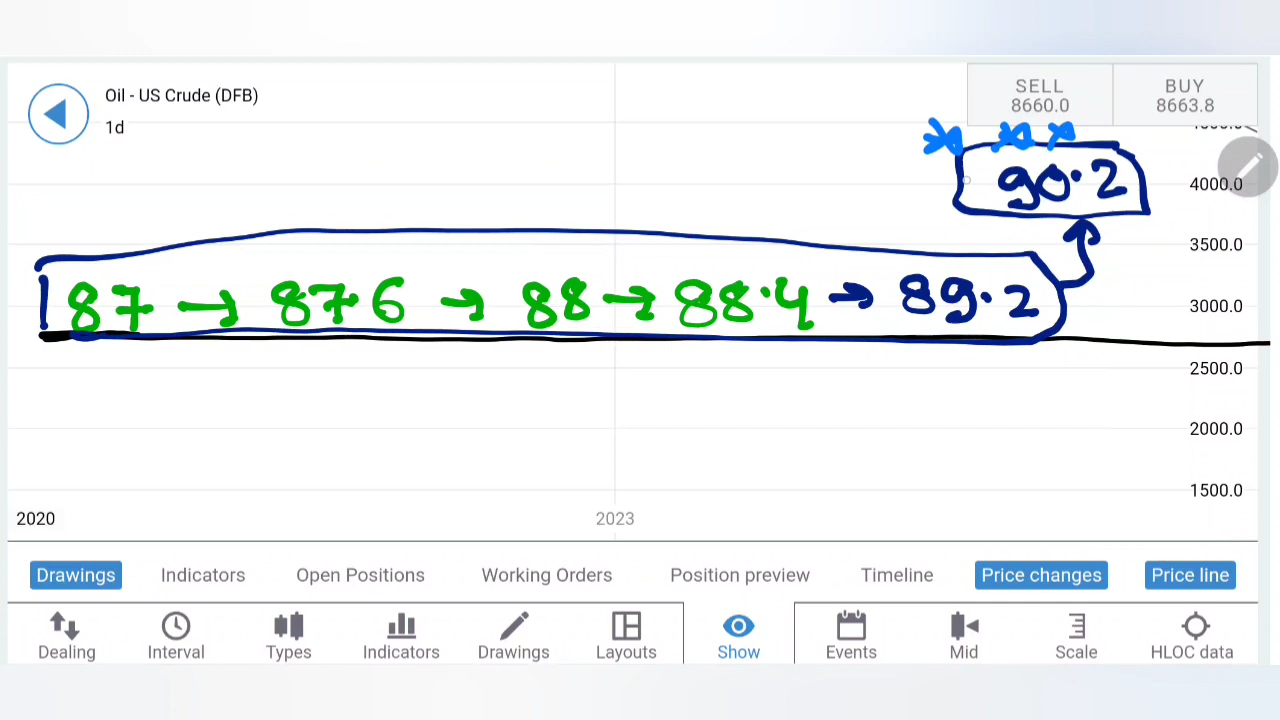 Oil - US Crude (DFB)
1d
SELL
8660.0
BUY
8663.8
90.2
4000.0
3500.0
87 → 87.6 → 88 → 88.4 → 89.2
3000.0
2500.0
2000.0
1500.0
2020
2023
Drawings Indicators Open Positions Working Orders Position preview Timeline Price changes Price line
Dealing Interval Types Indicators Drawings Layouts Show Events Mid Scale HLOC data